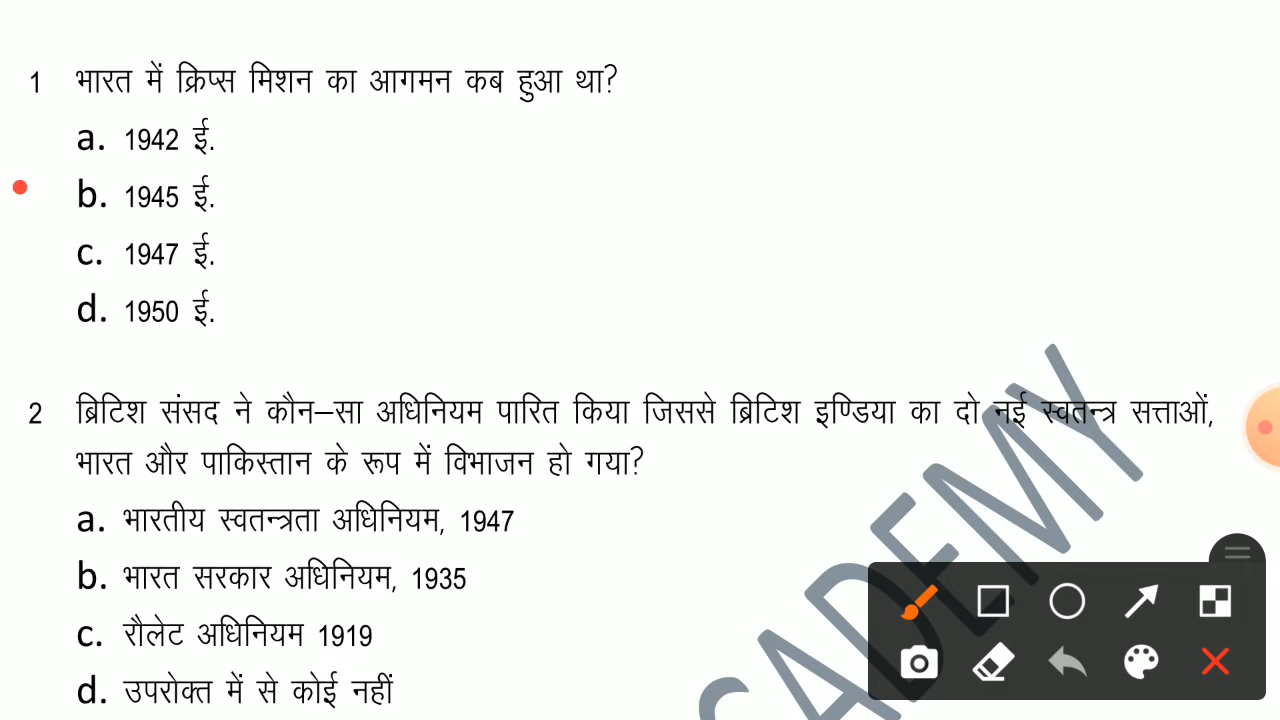 1 भारत में क्रिप्स मिशन का आगमन कब हुआ था?
a. 1942 ई.
b. 1945 ई.
c. 1947 ई.
d. 1950 ई.
2 ब्रिटिश संसद ने कौन–सा अधिनियम पारित किया जिससे ब्रिटिश इण्डिया का दो नई स्वतन्त्र सत्ताओं,
भारत और पाकिस्तान के रूप में विभाजन हो गया?
a. भारतीय स्वतन्त्रता अधिनियम, 1947
b. भारत सरकार अधिनियम, 1935
c. रौलेट अधिनियम 1919
d. उपरोक्त में से कोई नहीं
CADEMY